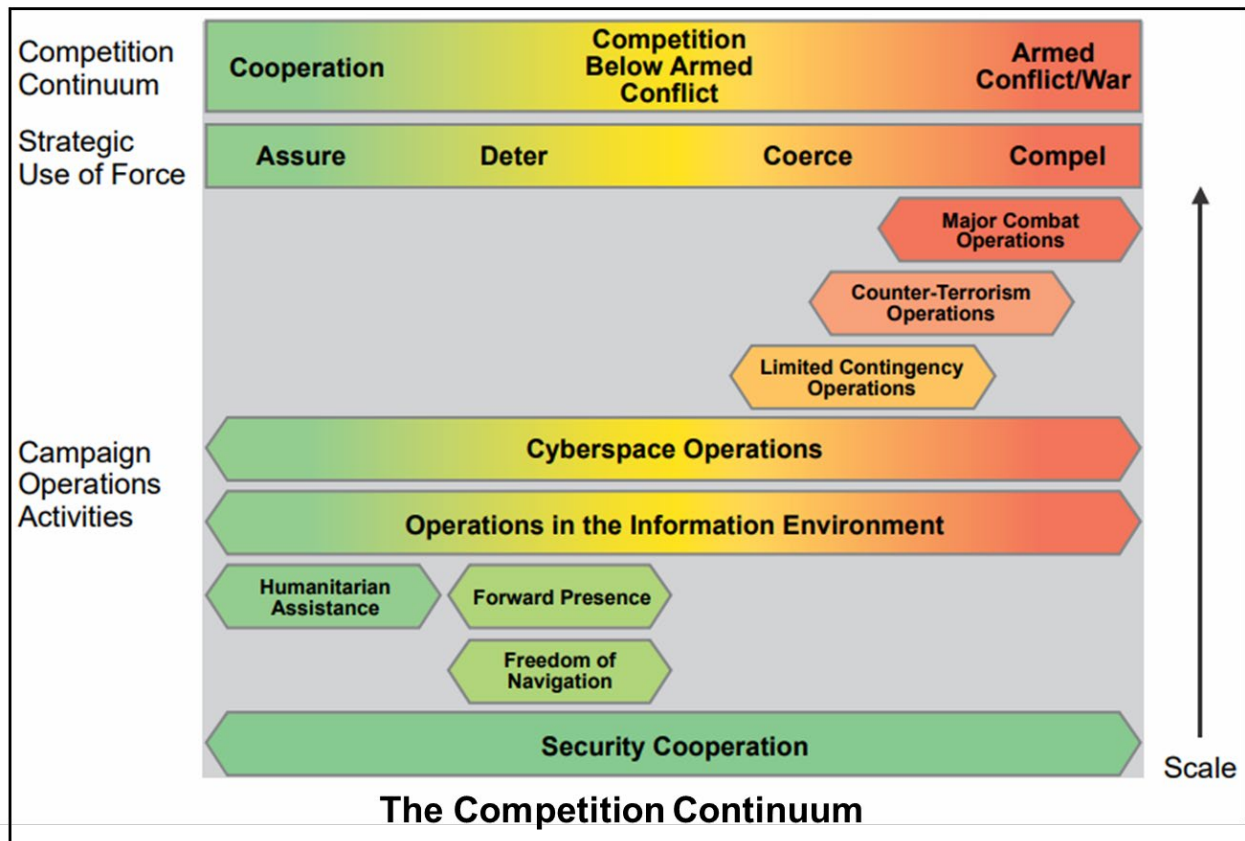 Competition
Continuum
Cooperation
Competition
Below Armed
Conflict
Armed
Conflict/War
Strategic
Use of Force
Assure
Deter
Coerce
Compel
Major Combat
Operations
Counter-Terrorism
Operations
Limited Contingency
Operations
Campaign
Operations
Activities
Cyberspace Operations
Operations in the Information Environment
Humanitarian
Assistance
Forward Presence
Freedom of
Navigation
Security Cooperation
Scale
The Competition Continuum